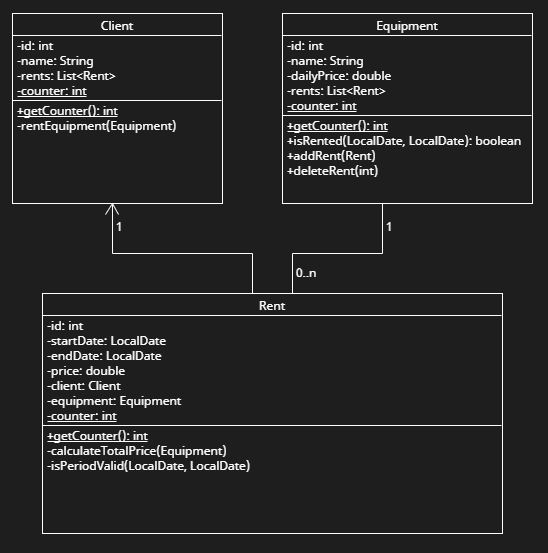 Client
-id: int
-name: String
-rents: List<Rent>
-counter: int
+getCounter(): int
-rentEquipment(Equipment)
Equipment
-id: int
-name: String
-dailyPrice: double
-rents: List<Rent>
-counter: int
+getCounter(): int
+isRented(LocalDate, LocalDate): boolean
+addRent(Rent)
+deleteRent(int)
1
1
0..n
Rent
-id: int
-startDate: LocalDate
-endDate: LocalDate
-price: double
-client: Client
-equipment: Equipment
-counter: int
+getCounter(): int
-calculateTotalPrice(Equipment)
-isPeriodValid(LocalDate, LocalDate)